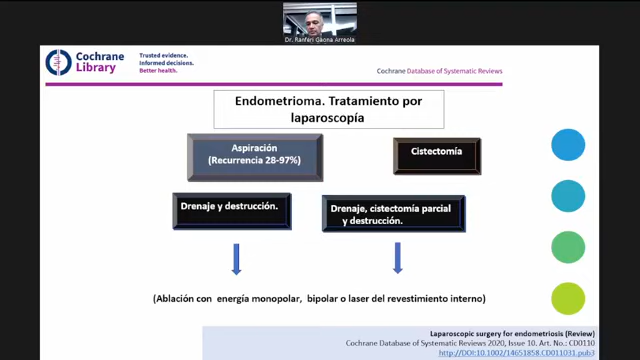 Dr. Ranferi Gaona Arreola
Cochrane
Library
Trusted evidence.
Informed decisions.
Better health.
Cochrane Database of Systematic Reviews
Endometrioma. Tratamiento por
laparoscopía
Aspiración
(Recurrencia 28-97%)
Cistectomía
Drenaje y destrucción.
Drenaje, cistectomía parcial
y destrucción.
(Ablación con energía monopolar, bipolar o laser del revestimiento interno)
Laparoscopic surgery for endometriosis (Review)
Cochrane Database of Systematic Reviews 2020, Issue 10. Art. No.: CD0110
http://DOI:10.1002/14651858.CD011031.pub3